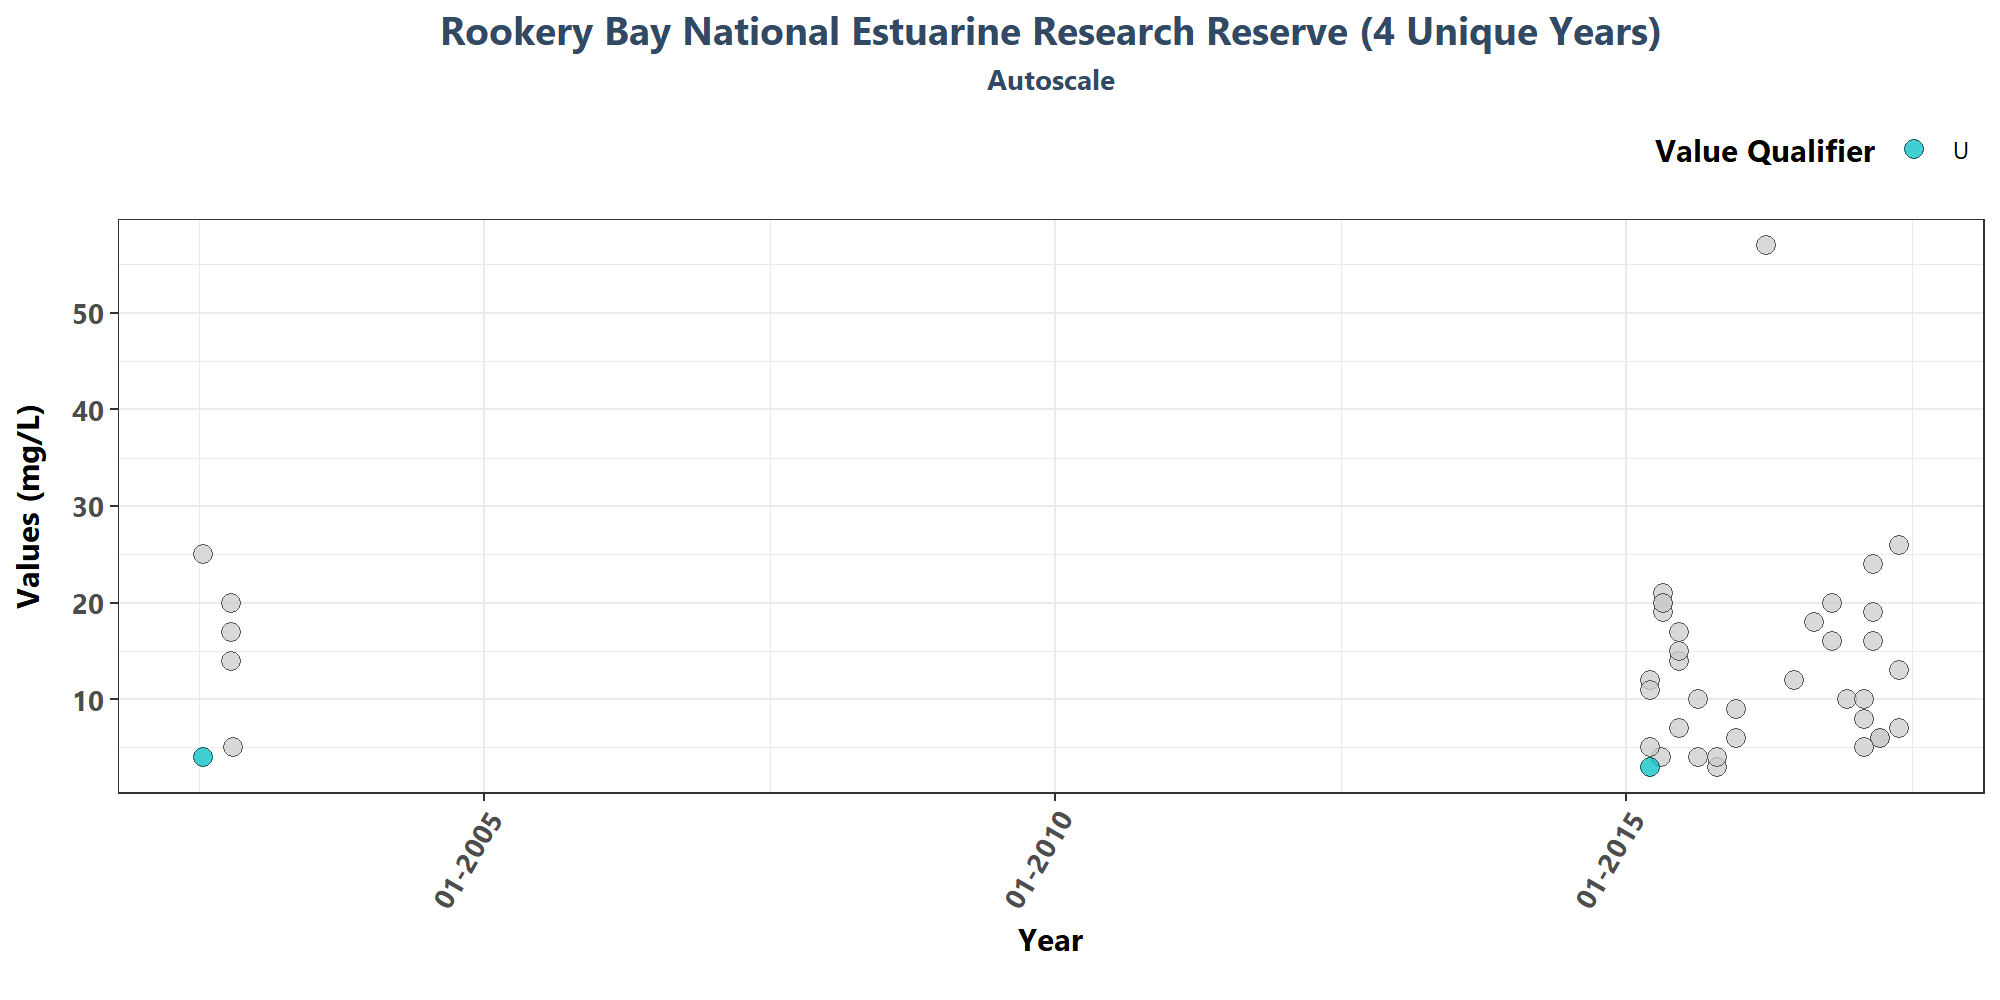 Rookery Bay National Estuarine Research Reserve (4 Unique Years)
Autoscale
Value Qualifier U
Values (mg/L)
50
40
30
20
10
01-2005
01-2010
01-2015
Year